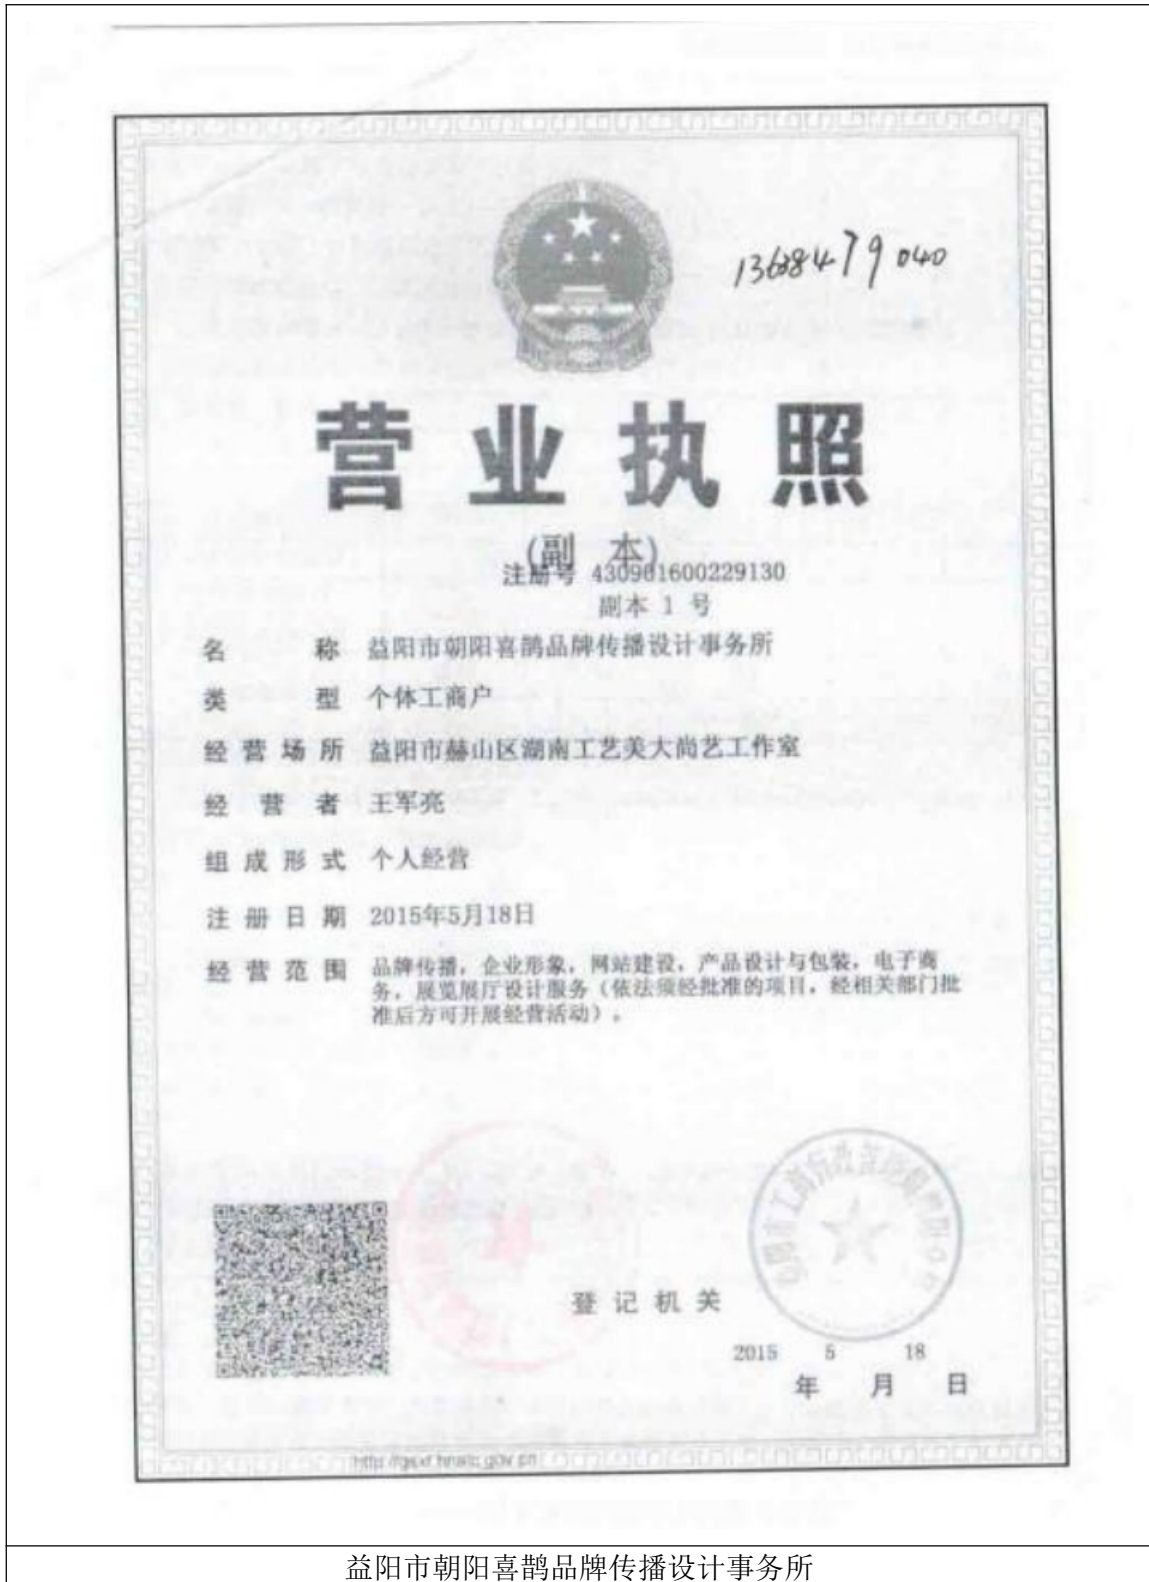 13638479040
营业执照
(副 本)
注册号 430901600229130
副本 1 号
名 称 益阳市朝阳喜鹊品牌传播设计事务所
类 型 个体工商户
经营场所 益阳市赫山区湖南工艺美大尚艺工作室
经 营 者 王军亮
组成形式 个人经营
注册日期 2015年5月18日
经营范围 品牌传播，企业形象，网站建设，产品设计与包装，电子商
务，展览展厅设计服务（依法须经批准的项目，经相关部门批
准后方可开展经营活动）。
登记机关
2015 5 18
年 月 日
益阳市朝阳喜鹊品牌传播设计事务所